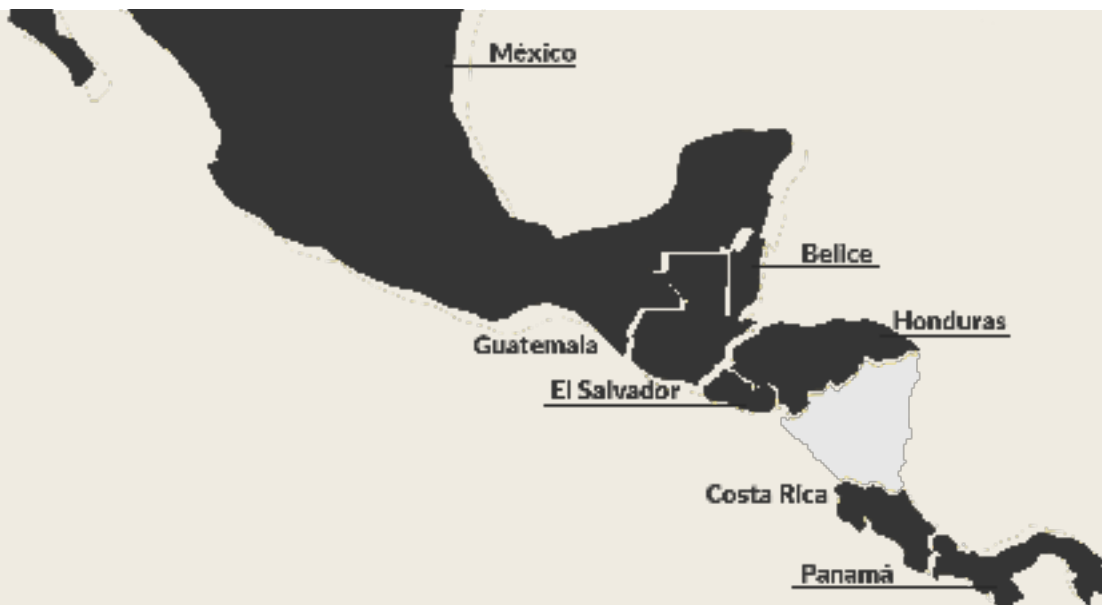 México
Belice
Honduras
Guatemala
El Salvador
Costa Rica
Panamá